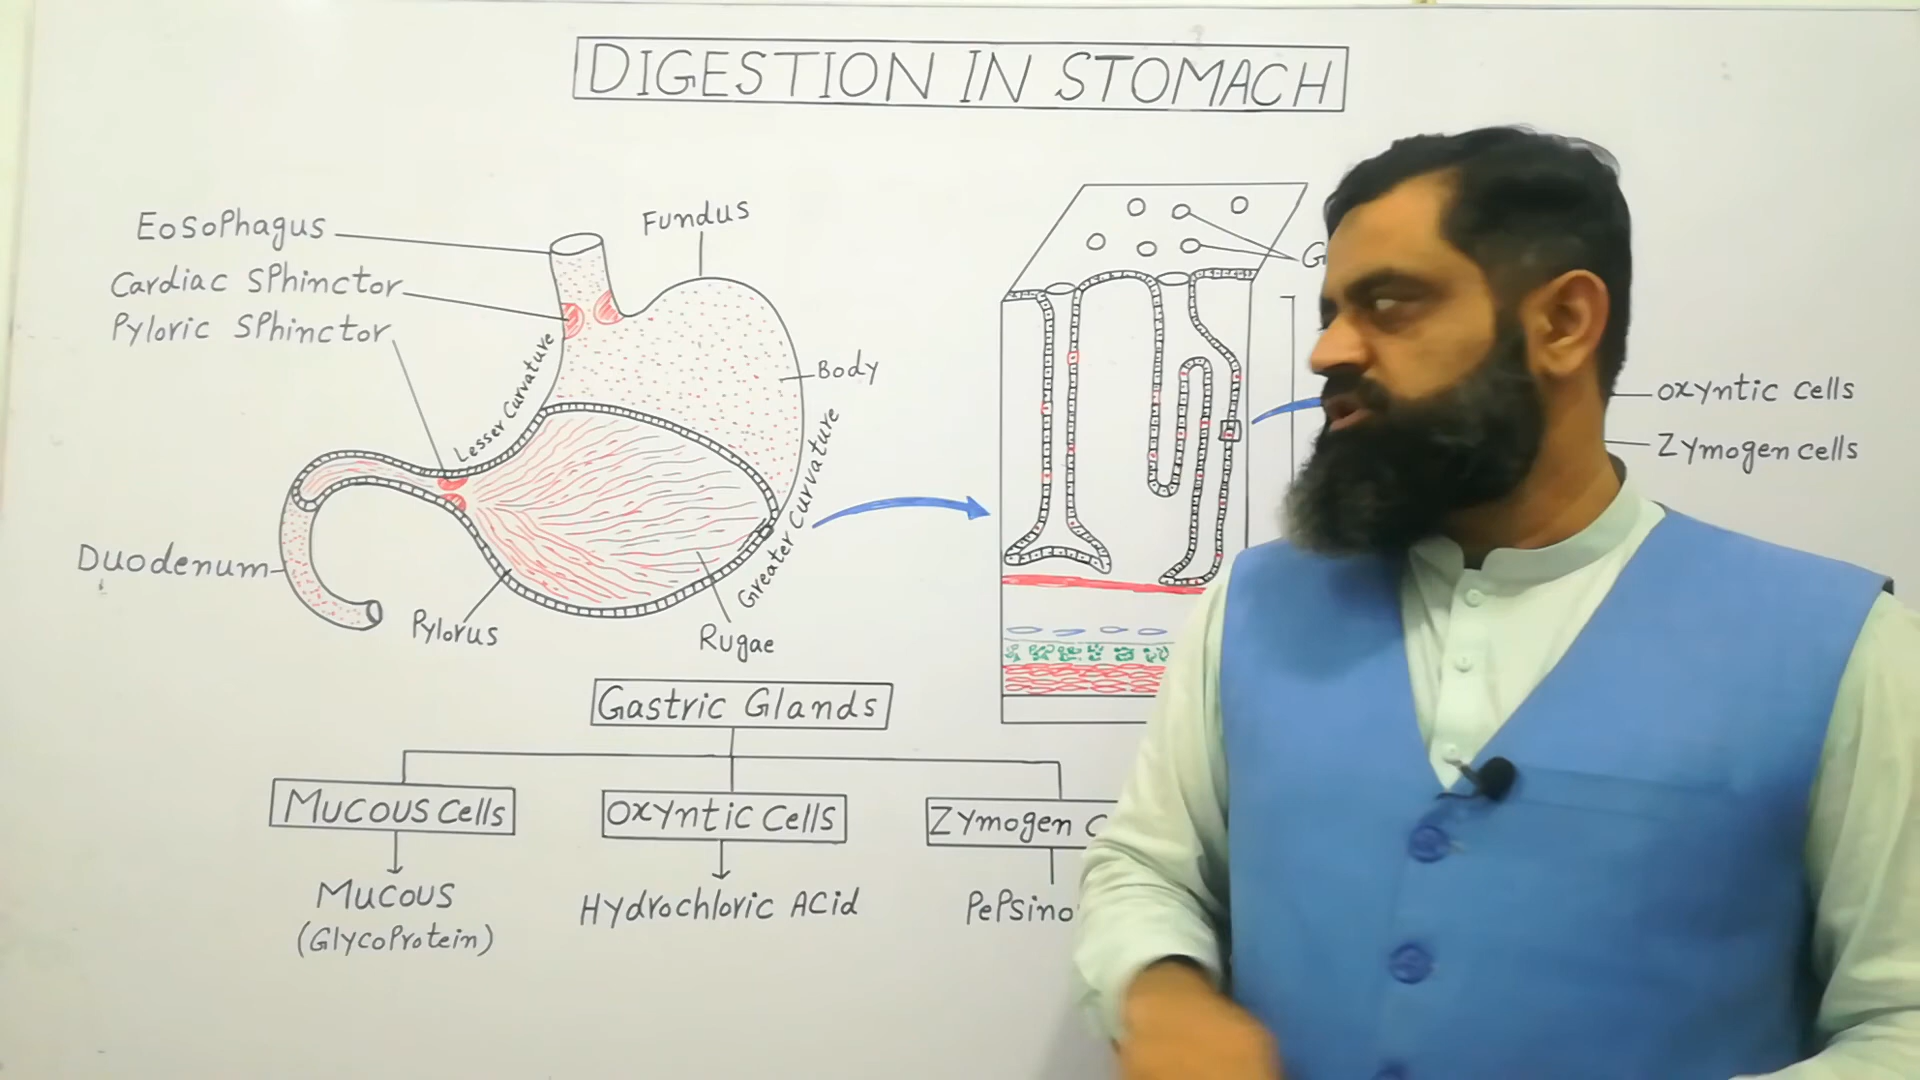 DIGESTION IN STOMACH
Eosophagus
Cardiac Sphinctor
Pyloric Sphinctor
Fundus
Lesser Curvature
Body
Greater Curvature
Duodenum
Pylorus
Rugae
Oxyntic cells
Zymogen cells
Gastric Glands
Mucous cells
Oxyntic cells
Zymogen
Mucous
(Glycoprotein)
Hydrochloric Acid